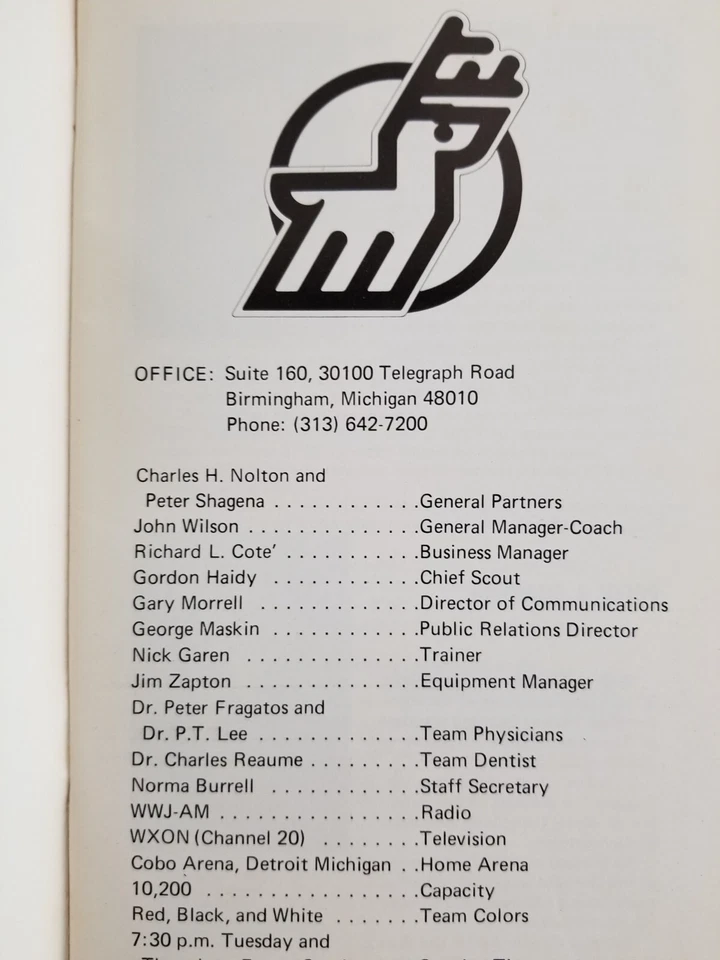 OFFICE: Suite 160, 30100 Telegraph Road
Birmingham, Michigan 48010
Phone: (313) 642-7200
Charles H. Nolton and
Peter Shagena . . . . . . . . . . . .General Partners
John Wilson . . . . . . . . . . . . . .General Manager-Coach
Richard L. Cote' . . . . . . . . . . .Business Manager
Gordon Haidy . . . . . . . . . . . .Chief Scout
Gary Morrell . . . . . . . . . . . . .Director of Communications
George Maskin . . . . . . . . . . . .Public Relations Director
Nick Garen . . . . . . . . . . . . . .Trainer
Jim Zapton . . . . . . . . . . . . . .Equipment Manager
Dr. Peter Fragatos and
Dr. P.T. Lee . . . . . . . . . . . . .Team Physicians
Dr. Charles Reaume . . . . . . . . .Team Dentist
Norma Burrell . . . . . . . . . . . .Staff Secretary
WWJ-AM . . . . . . . . . . . . . . . .Radio
WXON (Channel 20) . . . . . . . .Television
Cobo Arena, Detroit Michigan . .Home Arena
10,200 . . . . . . . . . . . . . . . . .Capacity
Red, Black, and White . . . . . . .Team Colors
7:30 p.m. Tuesday and